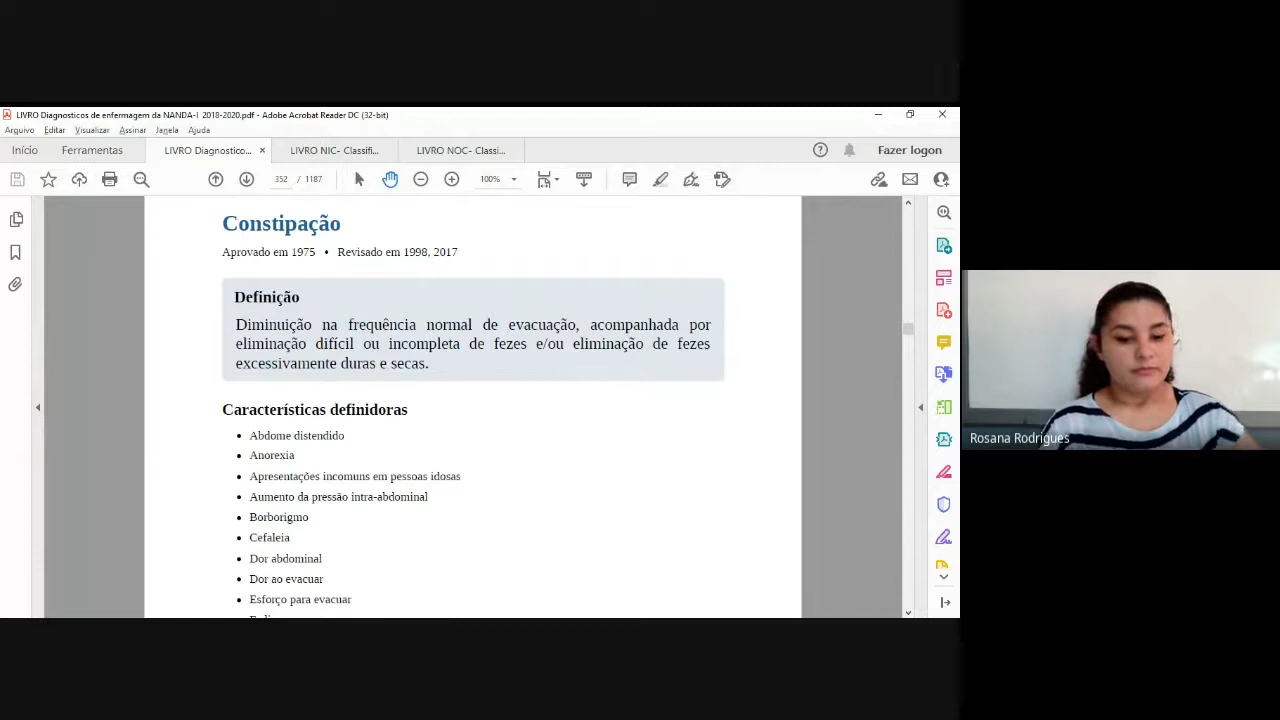 LIVRO Diagnosticos de enfermagem da NANDA-I 2018-2020.pdf - Adobe Acrobat Reader DC (32-bit)
Arquivo Editar Visualizar Assinar Janela Ajuda
Início Ferramentas LIVRO Diagnostico... × LIVRO NIC- Classifi... LIVRO NOC- Classi... Fazer logon
352 / 1187 100%
Constipação
Aprovado em 1975 • Revisado em 1998, 2017
Definição
Diminuição na frequência normal de evacuação, acompanhada por
eliminação difícil ou incompleta de fezes e/ou eliminação de fezes
excessivamente duras e secas.
Características definidoras
• Abdome distendido
• Anorexia
• Apresentações incomuns em pessoas idosas
• Aumento da pressão intra-abdominal
• Borborigmo
• Cefaleia
• Dor abdominal
• Dor ao evacuar
• Esforço para evacuar
Rosana Rodrigues